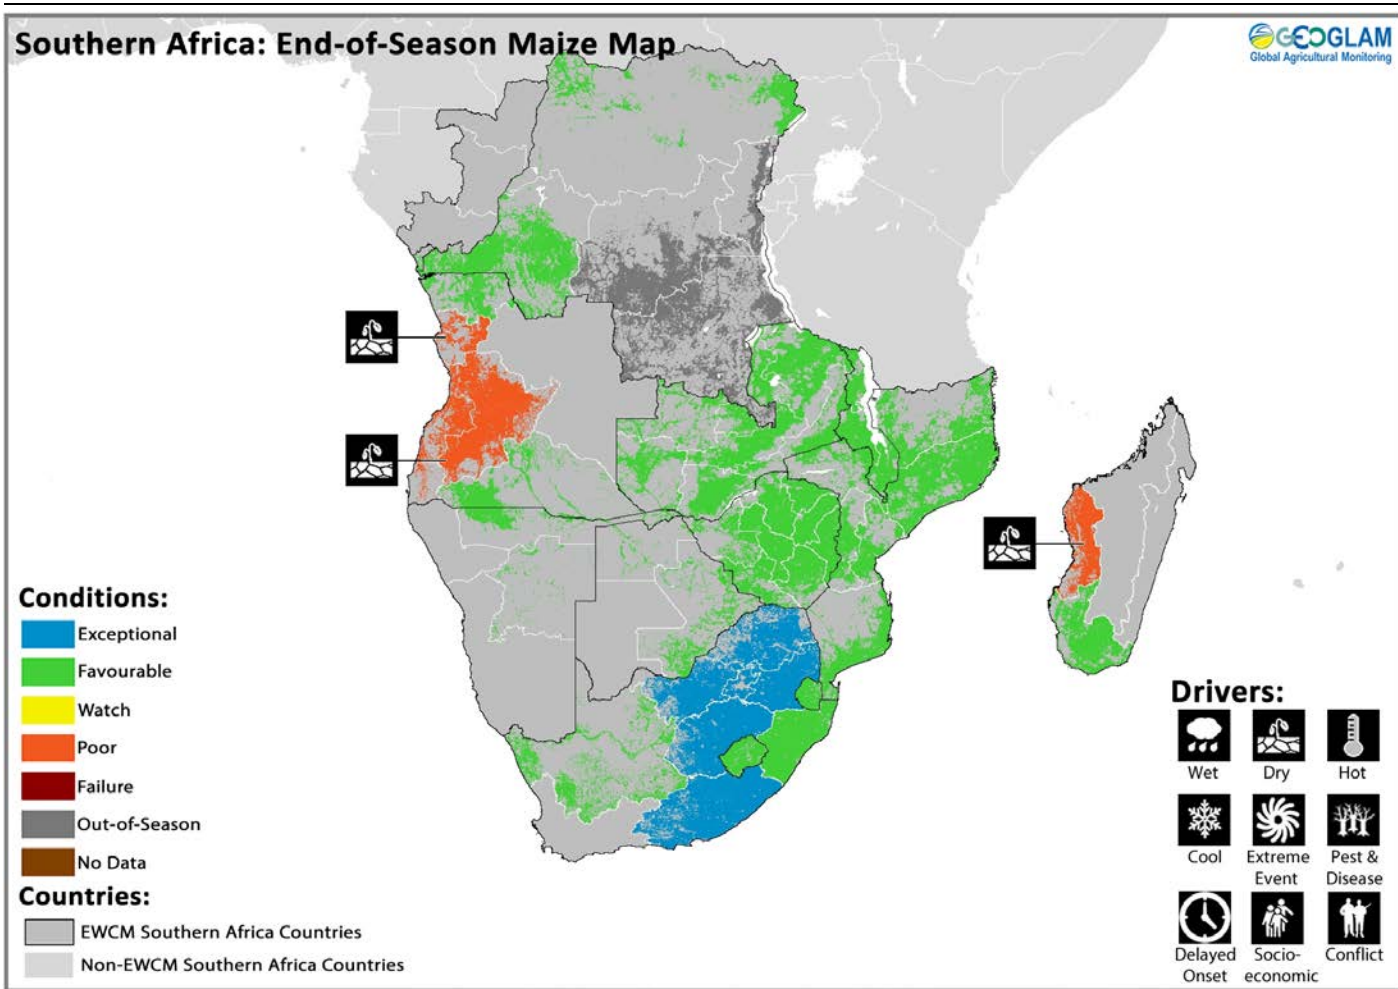 Southern Africa: End-of-Season Maize Map
GEOGLAM
Global Agricultural Monitoring
Conditions:
Exceptional
Favourable
Watch
Poor
Failure
Out-of-Season
No Data
Countries:
EWCM Southern Africa Countries
Non-EWCM Southern Africa Countries
Drivers:
Wet
Dry
Hot
Cool
Extreme
Event
Pest &
Disease
Delayed
Onset
Socio-
economic
Conflict